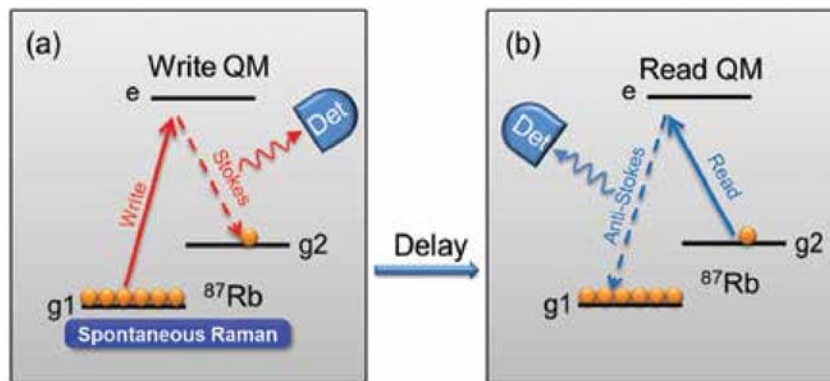 (a)
Write QM
e
Det
Stokes
Write
g2
g1
⁸⁷Rb
Spontaneous Raman
Delay
(b)
Read QM
e
Det
Anti-Stokes
Read
g2
g1
⁸⁷Rb